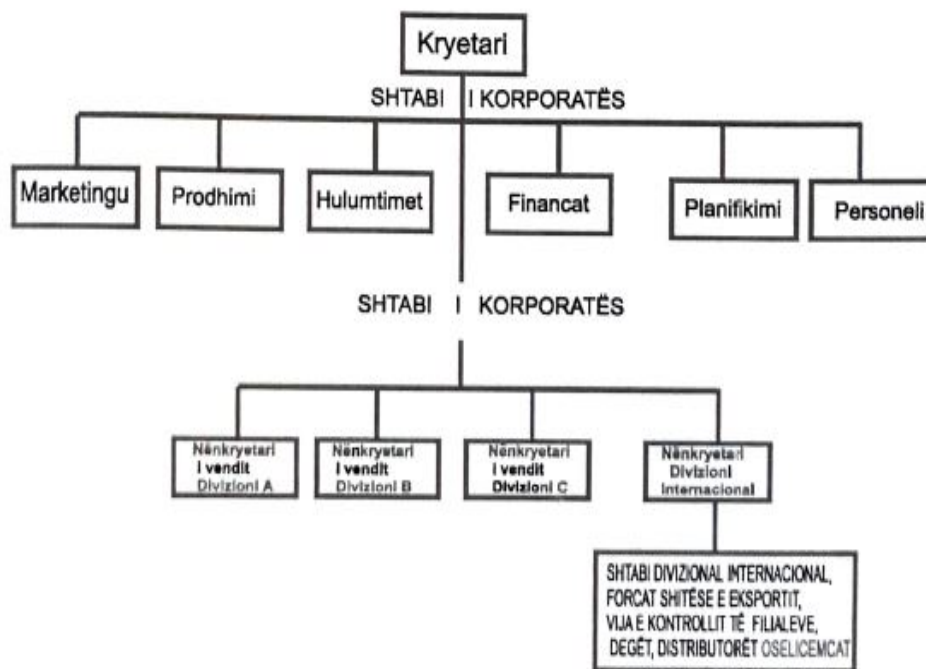 Kryetari
SHTABI I KORPORATËS
Marketingu
Prodhimi
Hulumtimet
Financat
Planifikimi
Personeli
SHTABI I KORPORATËS
Nënkryetari
I vendit
Divizioni A
Nënkryetari
I vendit
Divizioni B
Nënkryetari
I vendit
Divizioni C
Nënkryetari
Divizioni
Internacional
SHTABI DIVIZIONAL INTERNACIONAL,
FORCAT SHITËSE E EKSPORTIT,
VIJA E KONTROLLIT TË FILIALEVE,
DEGËT, DISTRIBUTORËT OSELICEMCAT